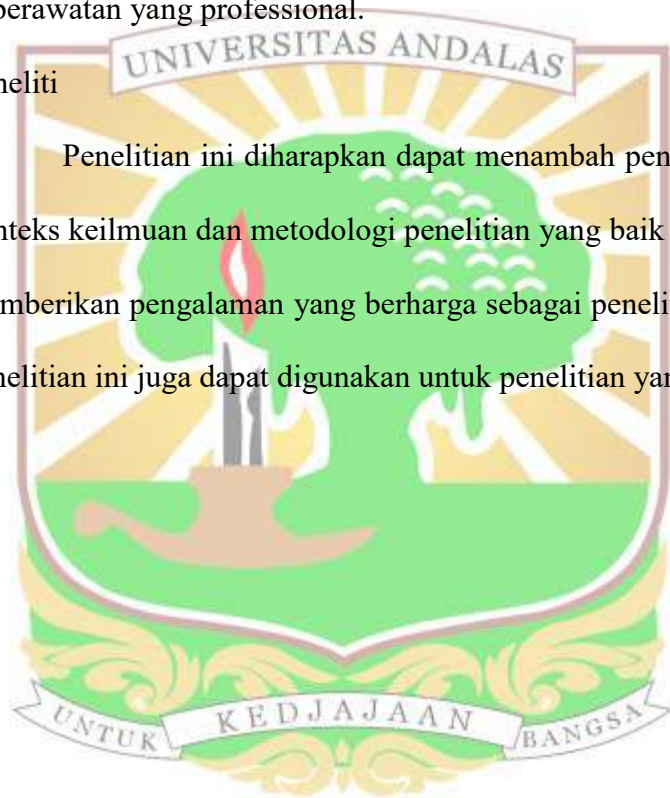 perawatan yang professional.
UNIVERSITAS ANDALAS
neliti
Penelitian ini diharapkan dapat menambah pen
nteks keilmuan dan metodologi penelitian yang baik
mberikan pengalaman yang berharga sebagai penelit
nelitian ini juga dapat digunakan untuk penelitian yan
UNTUK KEDJAJAAN BANGSA